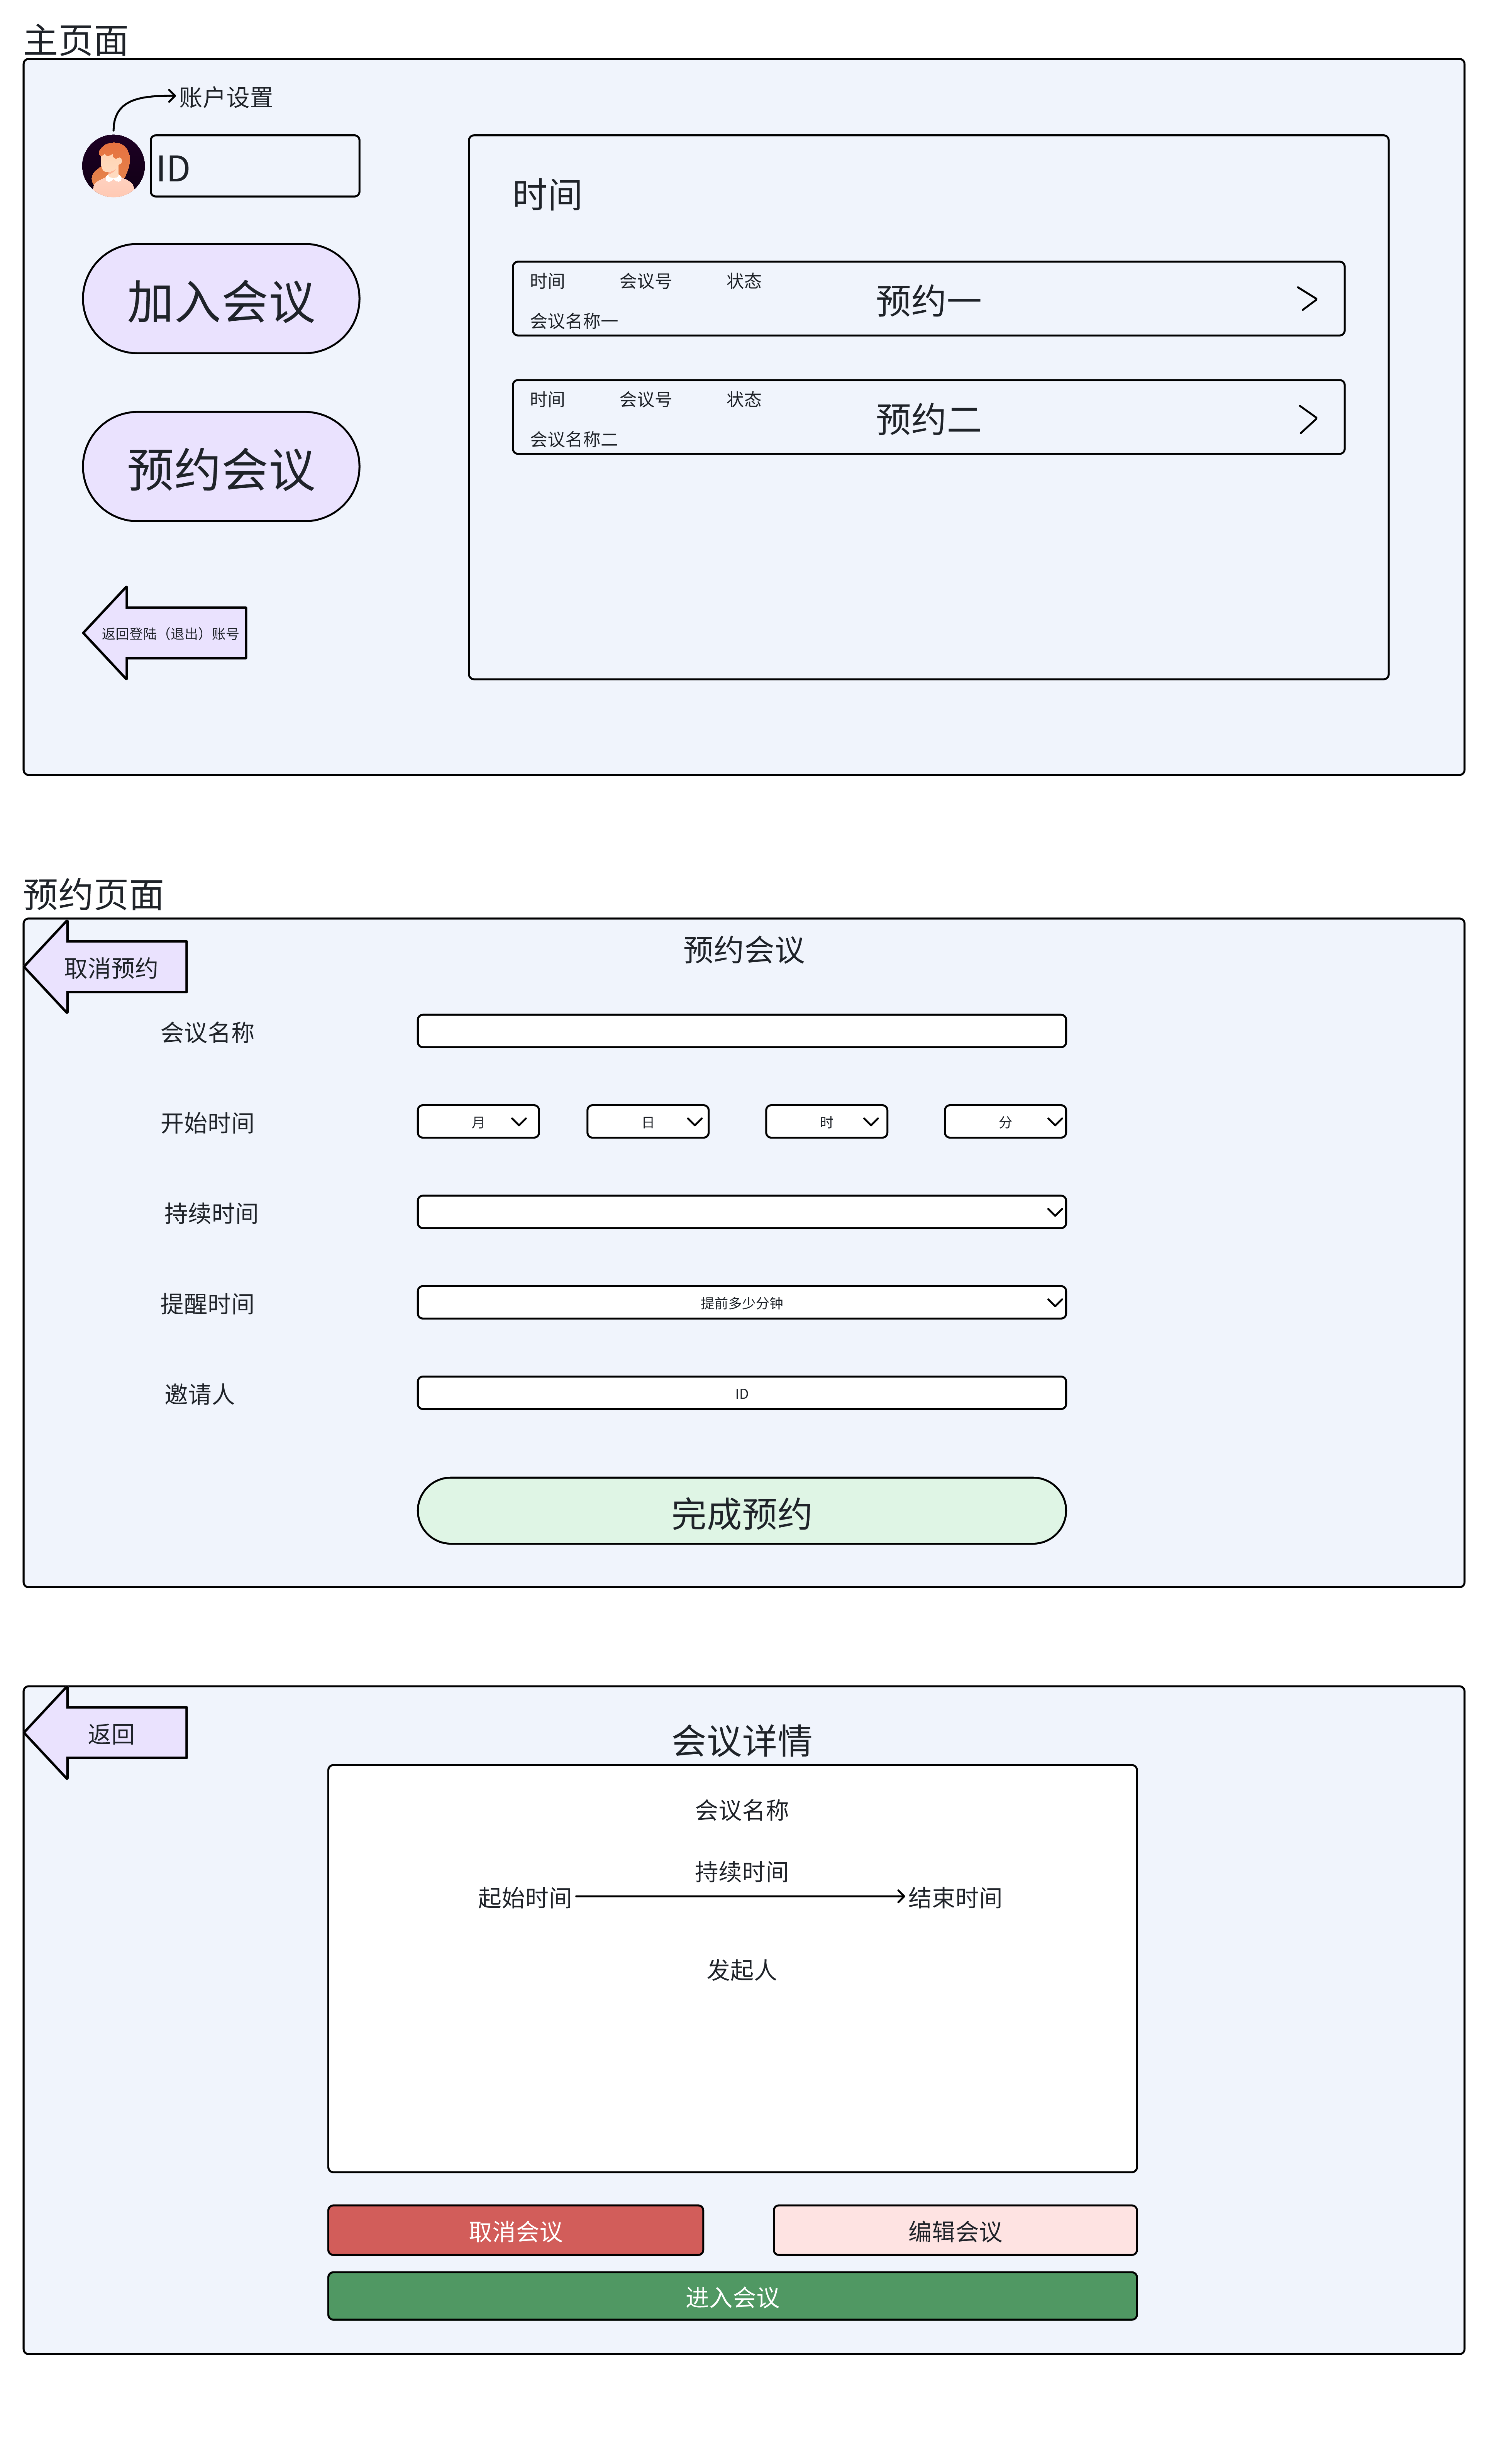 主页面
账户设置
ID
加入会议
预约会议
返回登陆（退出）账号
时间
时间 会议号 状态
会议名称一
预约一
时间 会议号 状态
会议名称二
预约二
预约页面
取消预约
预约会议
会议名称
开始时间 月 日 时 分
持续时间
提醒时间 提前多少分钟
邀请人 ID
完成预约
返回
会议详情
会议名称
持续时间
起始时间 结束时间
发起人
取消会议 编辑会议
进入会议